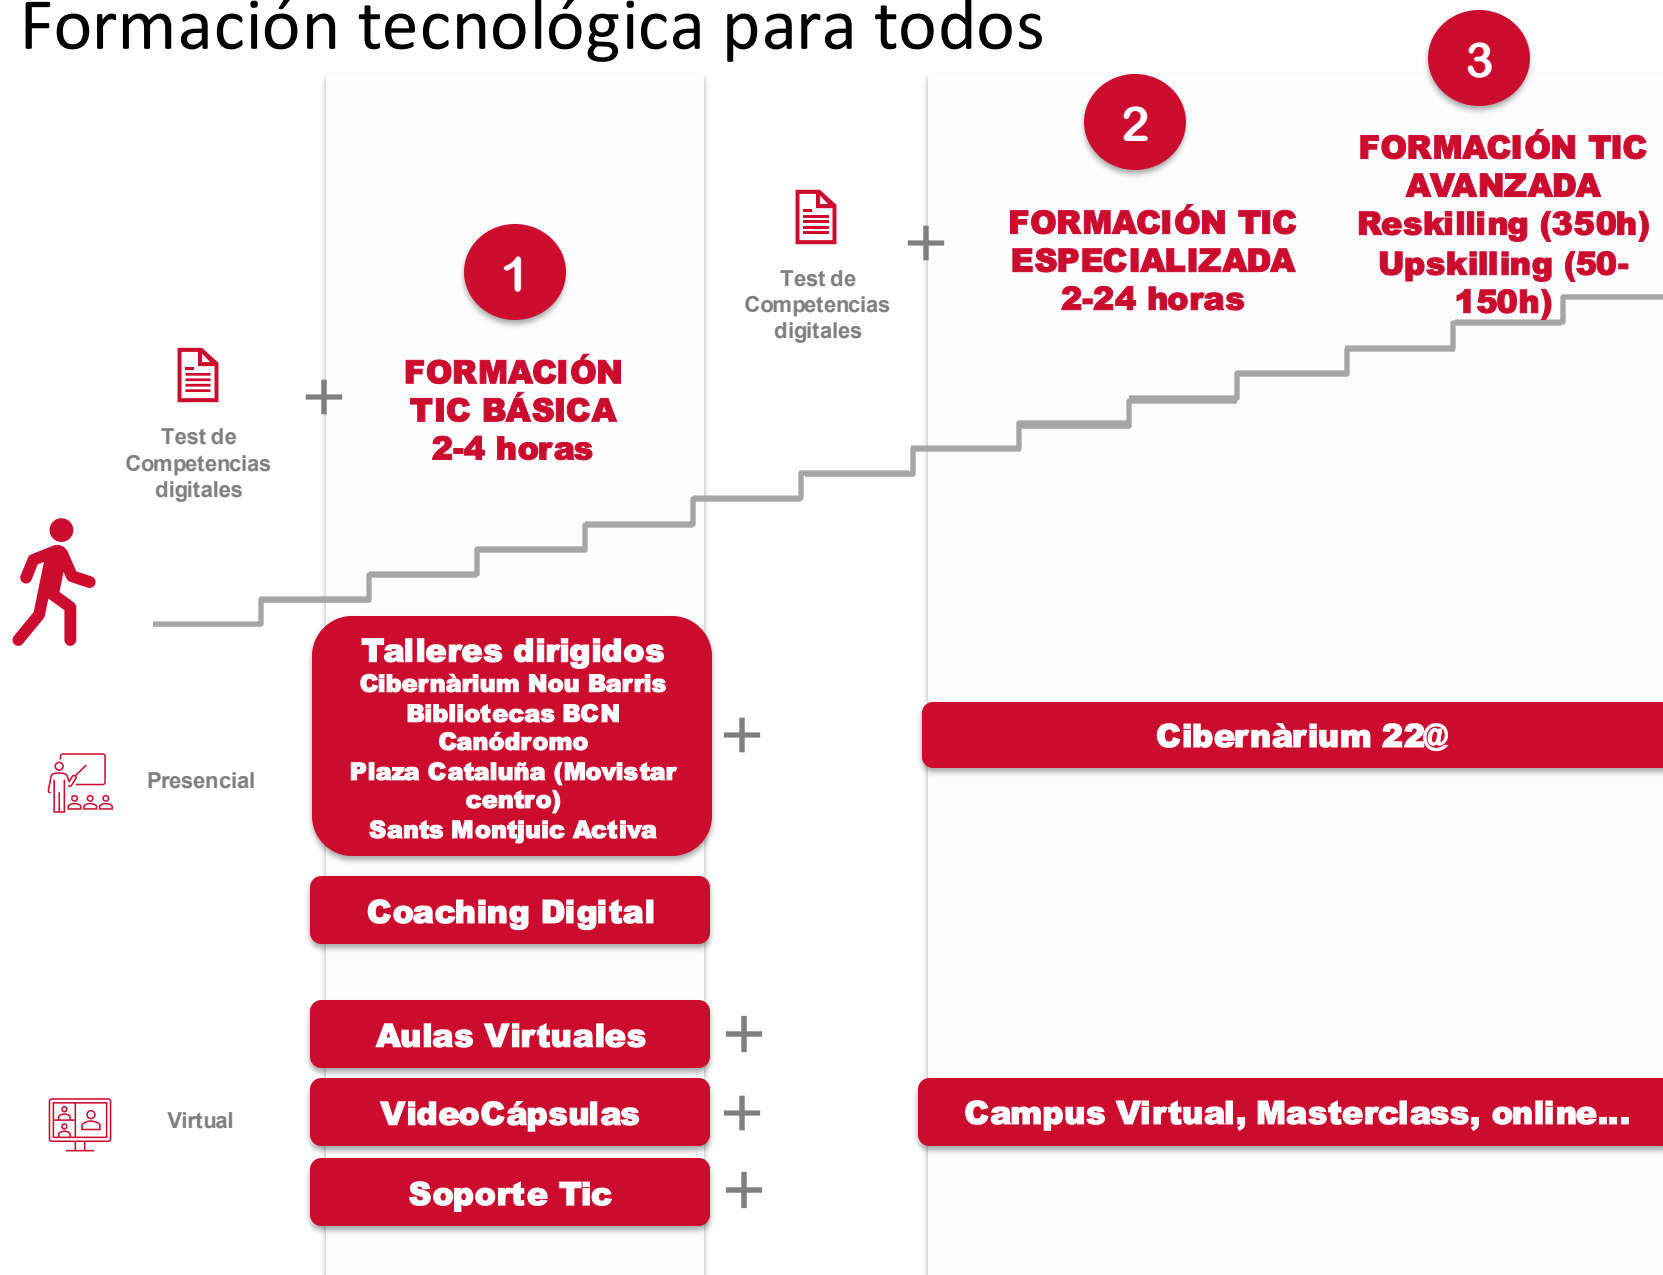 Formación tecnológica para todos
3
2
FORMACIÓN TIC
AVANZADA
Reskilling (350h)
Upskilling (50-
150h)
FORMACIÓN TIC
ESPECIALIZADA
2-24 horas
+
Test de
Competencias
digitales
1
FORMACIÓN
TIC BÁSICA
2-4 horas
+
Test de
Competencias
digitales
Talleres dirigidos
Cibernàrium Nou Barris
Bibliotecas BCN
Canódromo
Plaza Cataluña (Movistar
centro)
Sants Montjuic Activa
+
Cibernàrium 22@
Presencial
Coaching Digital
Aulas Virtuales
+
VideoCápsulas
+
Campus Virtual, Masterclass, online...
Virtual
Soporte Tic
+